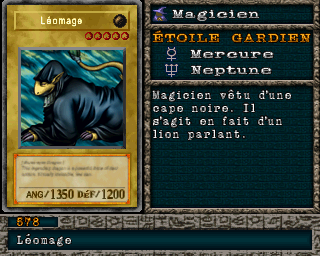 Léomage
ANG/1350 DÉF/1200
Magicien
ÉTOILE GARDIEN
Mercure
Neptune
Magicien vêtu d'une
cape noire. Il
s'agit en fait d'un
lion parlant.
578
Léomage